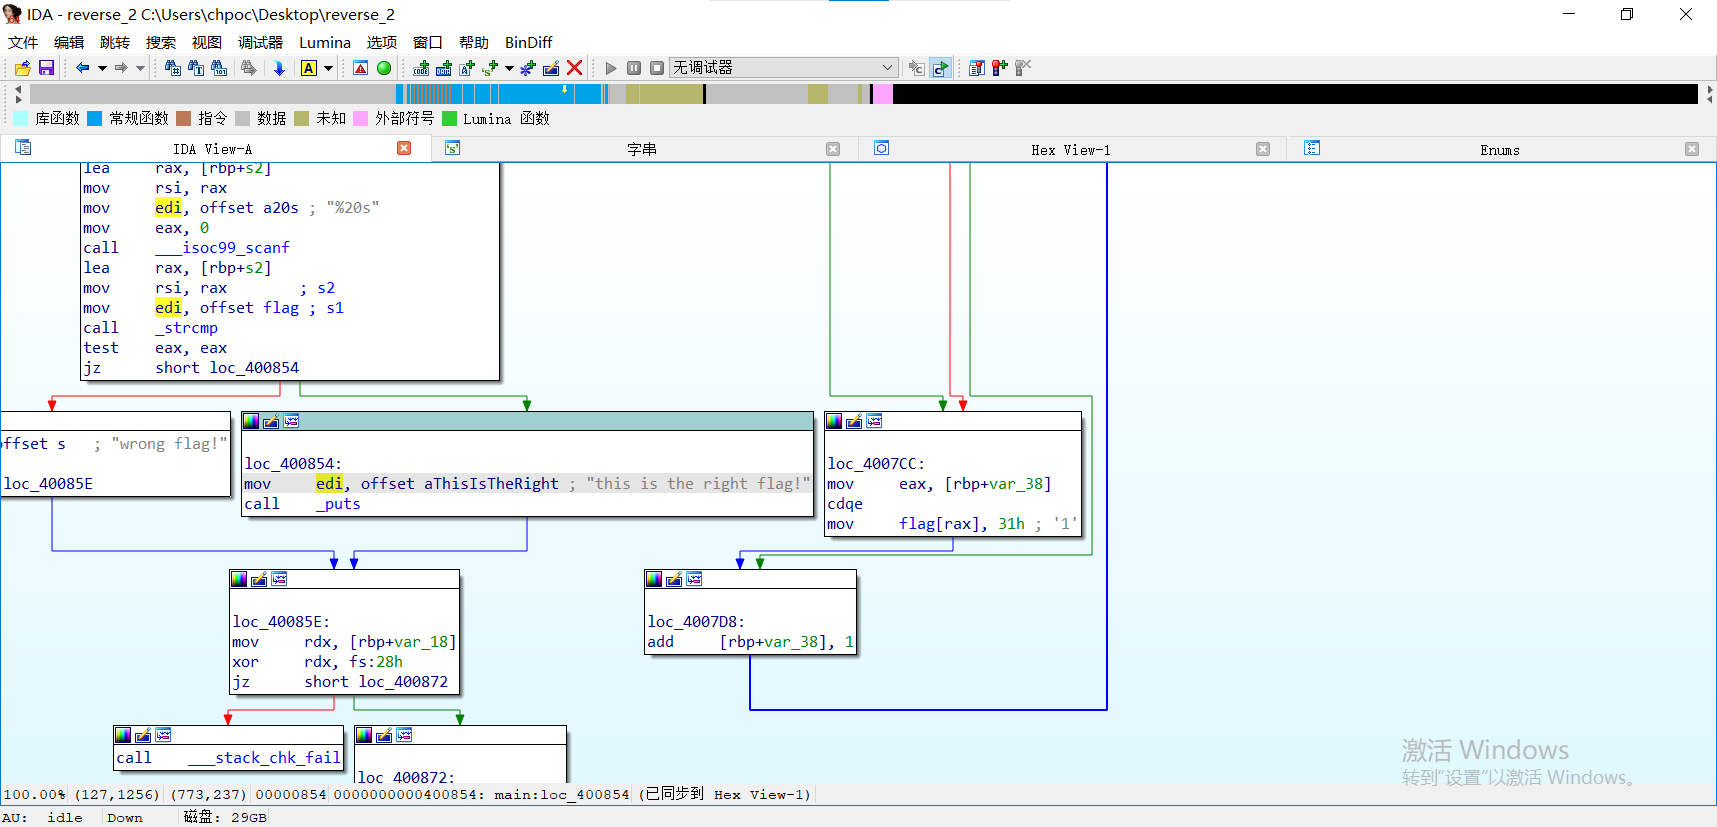 IDA - reverse_2 C:\Users\chpoc\Desktop\reverse_2
文件 编辑 跳转 搜索 视图 调试器 Lumina 选项 窗口 帮助 BinDiff
无调试器
库函数 常规函数 指令 数据 未知 外部符号 Lumina 函数
IDA View-A 字串 Hex View-1 Enums
lea rax, [rbp+s2]
mov rsi, rax
mov edi, offset a20s ; "%20s"
mov eax, 0
call ___isoc99_scanf
lea rax, [rbp+s2]
mov rsi, rax ; s2
mov edi, offset flag ; s1
call _strcmp
test eax, eax
jz short loc_400854
offset s ; "wrong flag!"
loc_40085E
loc_400854:
mov edi, offset aThisIsTheRight ; "this is the right flag!"
call _puts
loc_4007CC:
mov eax, [rbp+var_38]
cdqe
mov flag[rax], 31h ; '1'
loc_40085E:
mov rdx, [rbp+var_18]
xor rdx, fs:28h
jz short loc_400872
loc_4007D8:
add [rbp+var_38], 1
call ___stack_chk_fail
loc_400872:
激活 Windows
转到“设置”以激活 Windows。
100.00% (127,1256) (773,237) 00000854 0000000000400854: main:loc_400854 (已同步到 Hex View-1)
AU: idle Down 磁盘: 29GB